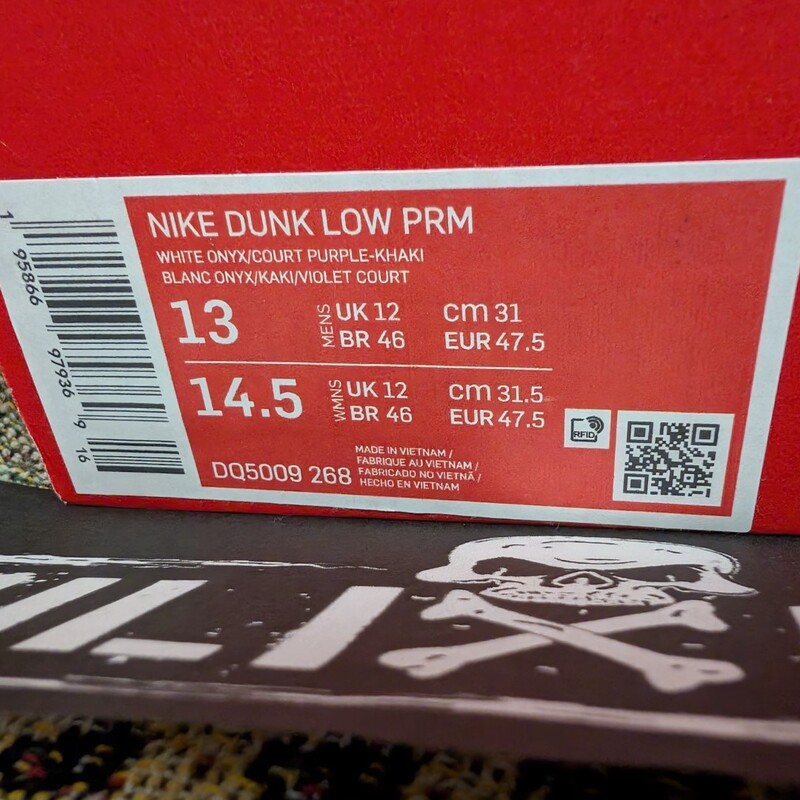 NIKE DUNK LOW PRM
WHITE ONYX/COURT PURPLE-KHAKI
BLANC ONYX/KAKI/VIOLET COURT
13 MENS UK 12 cm 31
BR 46 EUR 47.5
14.5 WMNS UK 12 cm 31.5
BR 46 EUR 47.5
RFID
DQ5009 268
MADE IN VIETNAM /
FABRIQUE AU VIETNAM /
FABRICADO NO VIETNÃ /
HECHO EN VIETNAM
1 95866 97936 9 16